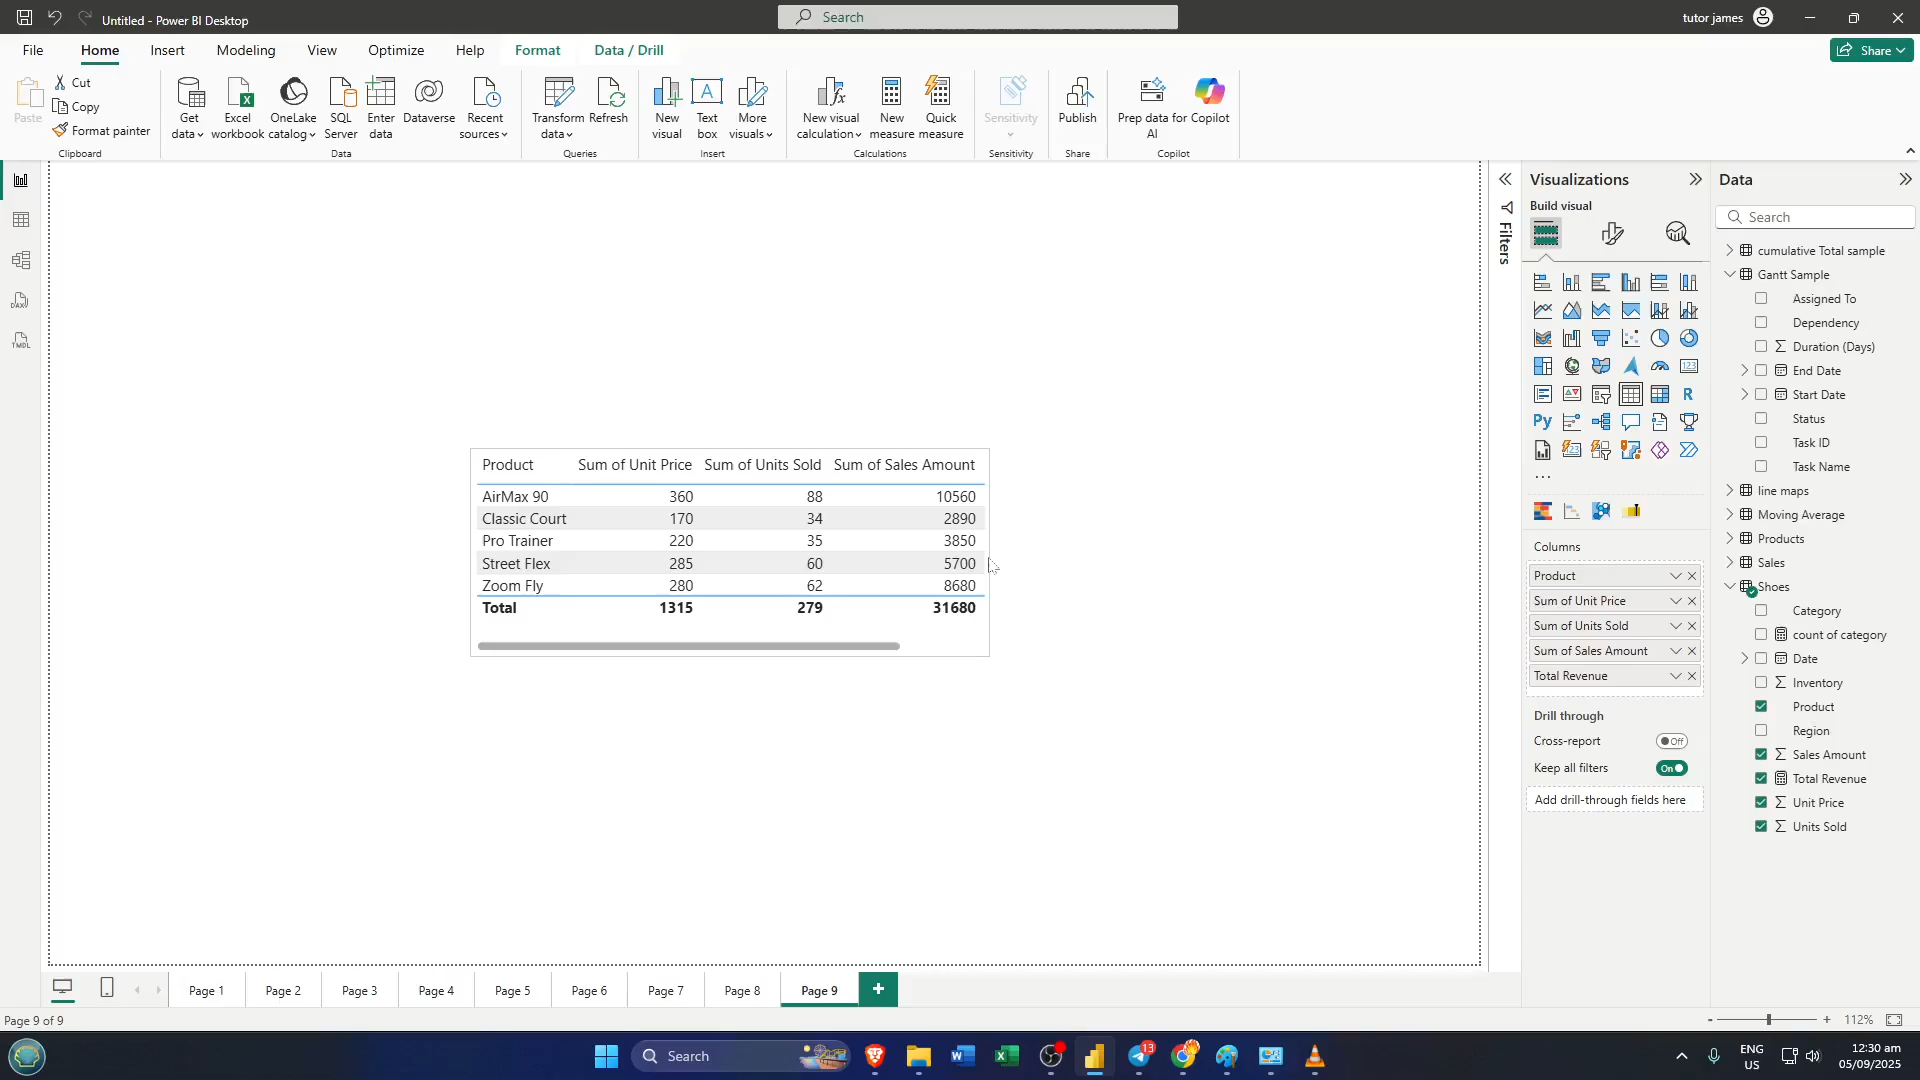 Untitled - Power BI Desktop
Search
tutor james
File
Home
Insert
Modeling
View
Optimize
Help
Format
Data / Drill
Share
Paste
Cut
Copy
Format painter
Clipboard
Get data
Excel workbook
OneLake catalog
SQL Server
Enter data
Dataverse
Recent sources
Data
Transform data
Refresh
Queries
New visual
Text box
More visuals
Insert
New visual calculation
New measure
Quick measure
Calculations
Sensitivity
Sensitivity
Publish
Share
Prep data for AI
Copilot
Copilot
DAX
TMDL
Product Sum of Unit Price Sum of Units Sold Sum of Sales Amount
AirMax 90 360 88 10560
Classic Court 170 34 2890
Pro Trainer 220 35 3850
Street Flex 285 60 5700
Zoom Fly 280 62 8680
Total 1315 279 31680
Filters
Visualizations
Build visual
123
R
Py
123
...
Columns
Product
Sum of Unit Price
Sum of Units Sold
Sum of Sales Amount
Total Revenue
Drill through
Cross-report
Off
Keep all filters
On
Add drill-through fields here
Data
Search
cumulative Total sample
Gantt Sample
Assigned To
Dependency
Duration (Days)
End Date
Start Date
Status
Task ID
Task Name
line maps
Moving Average
Products
Sales
Shoes
Category
count of category
Date
Inventory
Product
Region
Sales Amount
Total Revenue
Unit Price
Units Sold
Page 1
Page 2
Page 3
Page 4
Page 5
Page 6
Page 7
Page 8
Page 9
+
Page 9 of 9
- + 112%
Search
13
ENG
US
12:30 am
05/09/2025